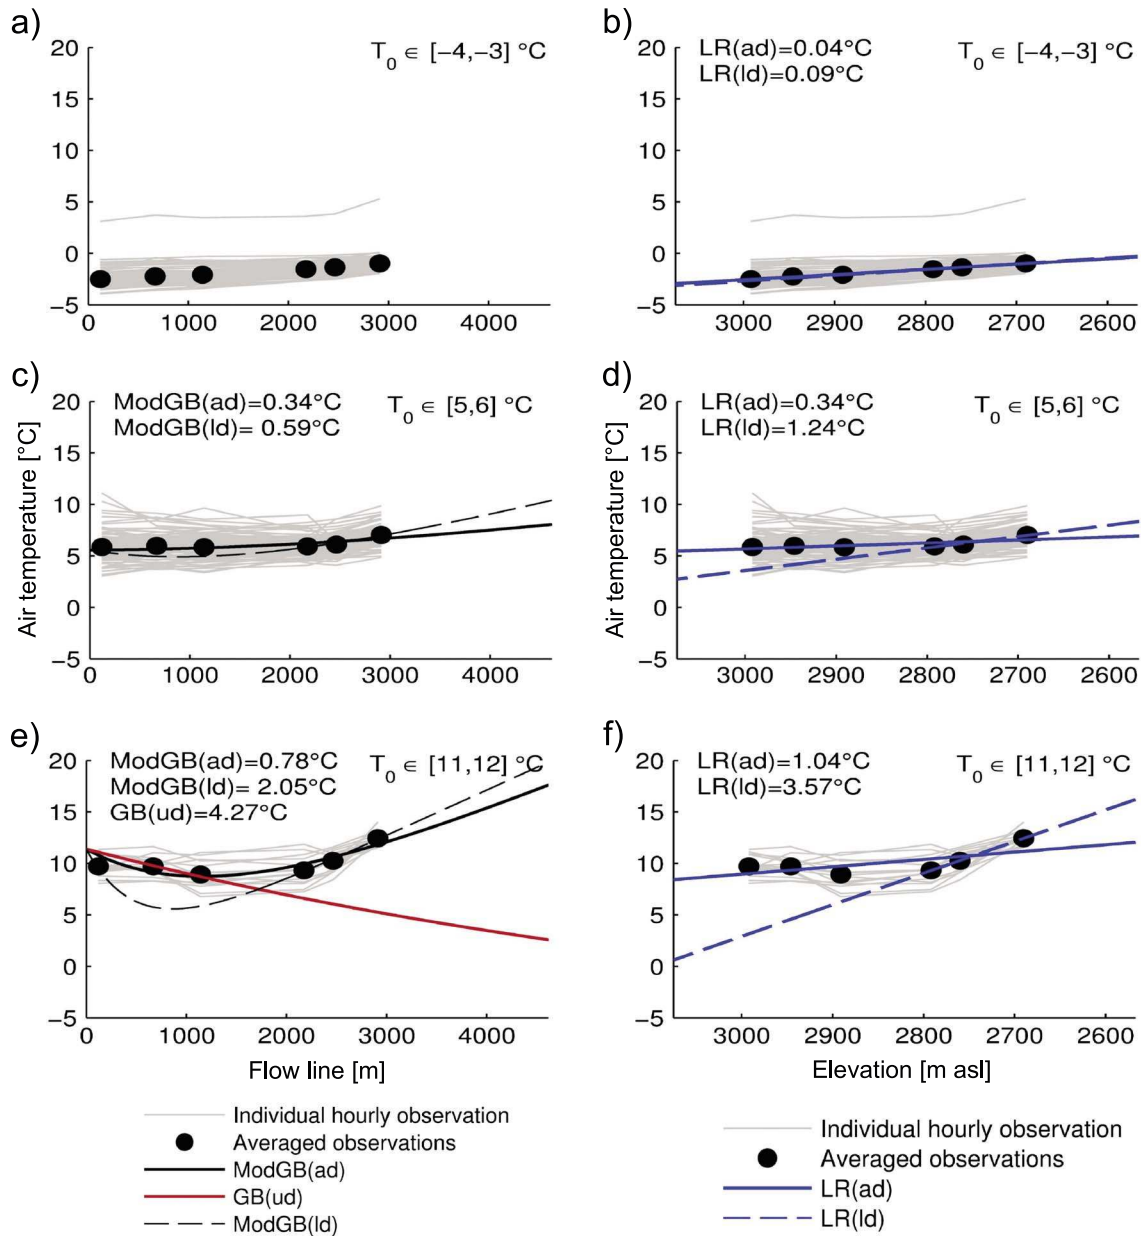 a)
T0 ∈ [−4,−3] °C
20
15
10
5
0
−5
0 1000 2000 3000 4000
b)
LR(ad)=0.04°C
LR(ld)=0.09°C
T0 ∈ [−4,−3] °C
20
15
10
5
0
−5
3000 2900 2800 2700 2600
c)
ModGB(ad)=0.34°C
ModGB(ld)= 0.59°C
T0 ∈ [5,6] °C
Air temperature [°C]
20
15
10
5
0
−5
0 1000 2000 3000 4000
d)
LR(ad)=0.34°C
LR(ld)=1.24°C
T0 ∈ [5,6] °C
Air temperature [°C]
20
15
10
5
0
−5
3000 2900 2800 2700 2600
e)
ModGB(ad)=0.78°C
ModGB(ld)= 2.05°C
GB(ud)=4.27°C
T0 ∈ [11,12] °C
20
15
10
5
0
−5
0 1000 2000 3000 4000
Flow line [m]
f)
LR(ad)=1.04°C
LR(ld)=3.57°C
T0 ∈ [11,12] °C
20
15
10
5
0
−5
3000 2900 2800 2700 2600
Elevation [m asl]
Individual hourly observation
Averaged observations
ModGB(ad)
GB(ud)
ModGB(ld)
Individual hourly observation
Averaged observations
LR(ad)
LR(ld)